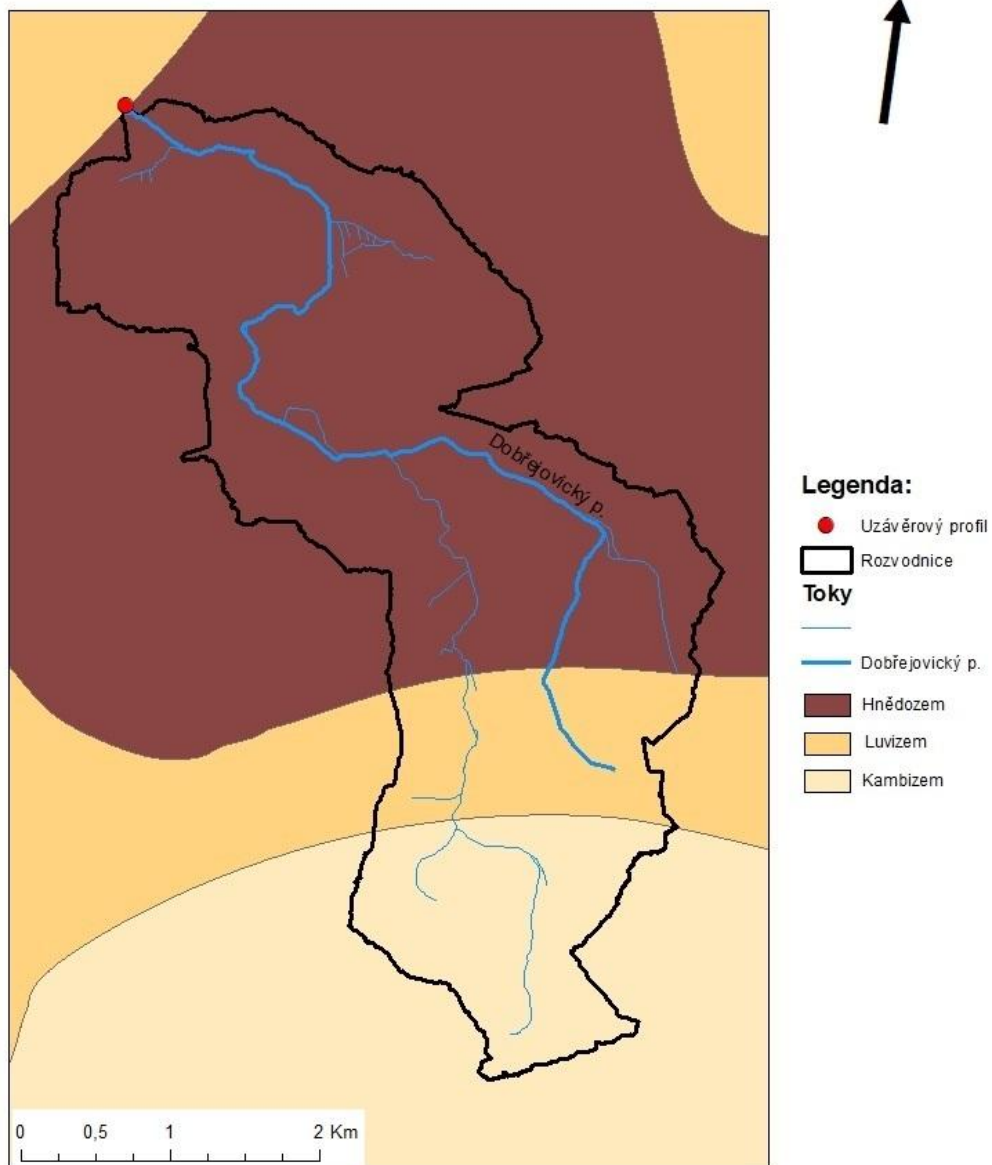 Dobřejovický p.
Legenda:
Uzávěrový profil
Rozvodnice
Toky
Dobřejovický p.
Hnědozem
Luvizem
Kambizem
0 0,5 1 2 Km